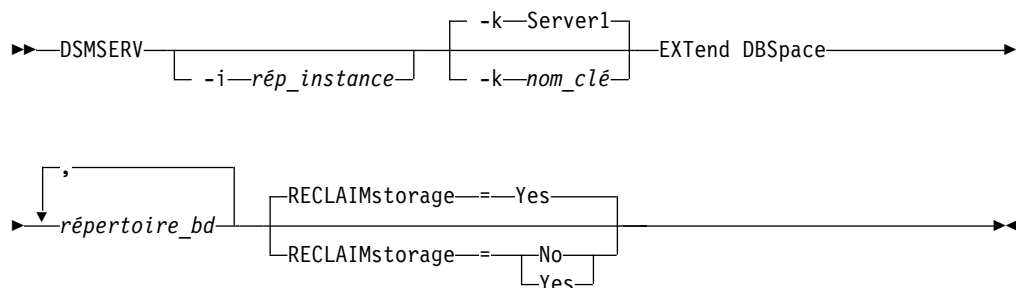 -k Server1
DSMSERV EXTend DBSpace
-i rép_instance -k nom_clé
,
RECLAIMstorage = Yes
répertoire_bd
RECLAIMstorage = No
Yes